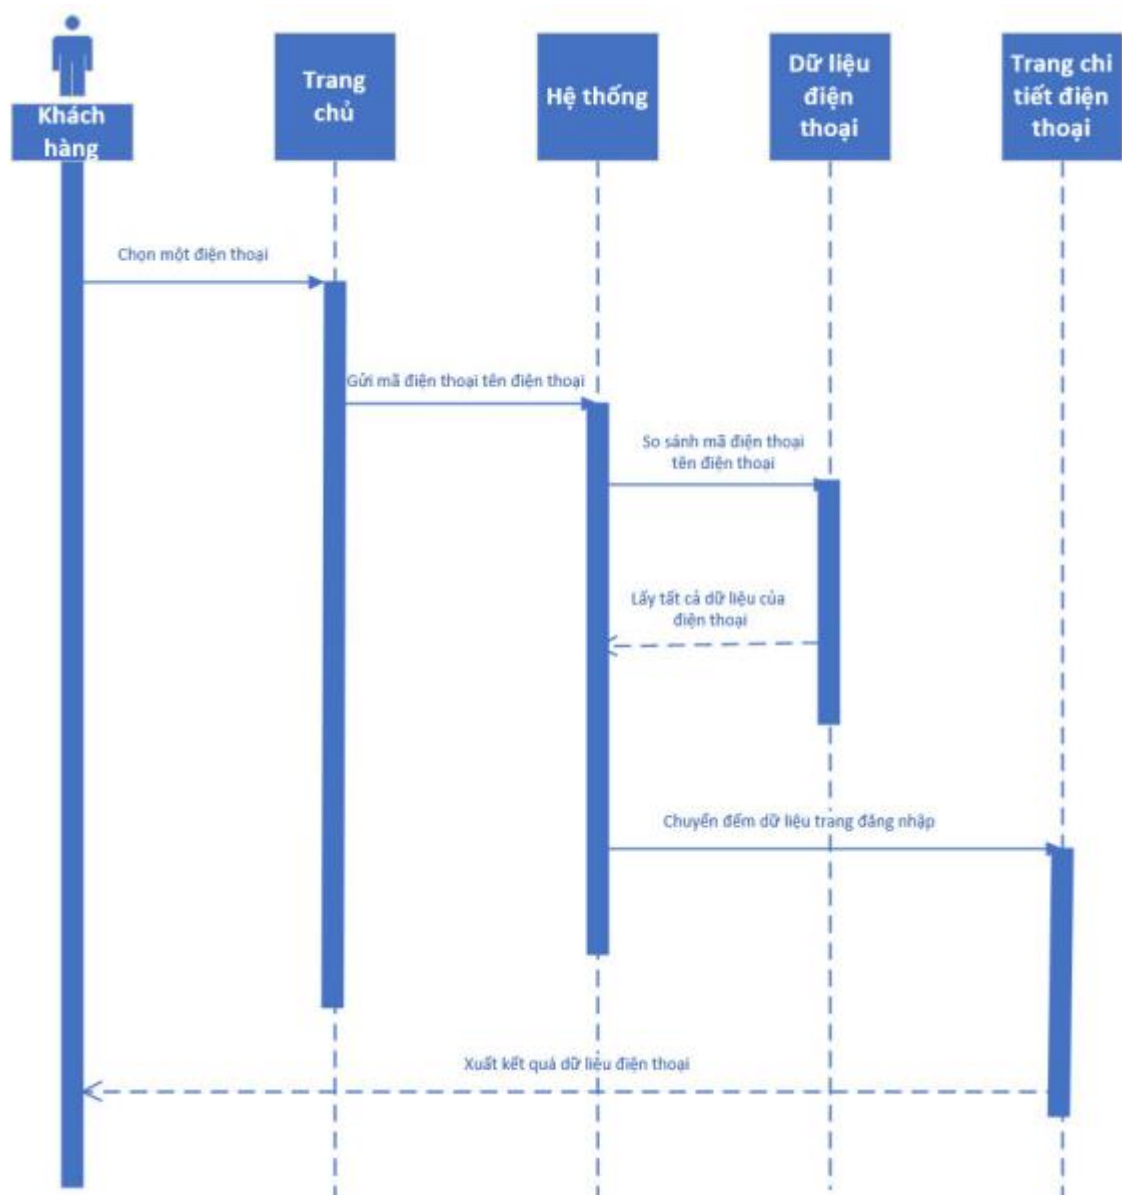 Khách
hàng
Trang
chủ
Hệ thống
Dữ liệu
điện
thoại
Trang chi
tiết điện
thoại
Chọn một điện thoại
Gửi mã điện thoại tên điện thoại
So sánh mã điện thoại
tên điện thoại
Lấy tất cả dữ liệu của
điện thoại
Chuyển đếm dữ liệu trang đăng nhập
Xuất kết quả dữ liệu điện thoại